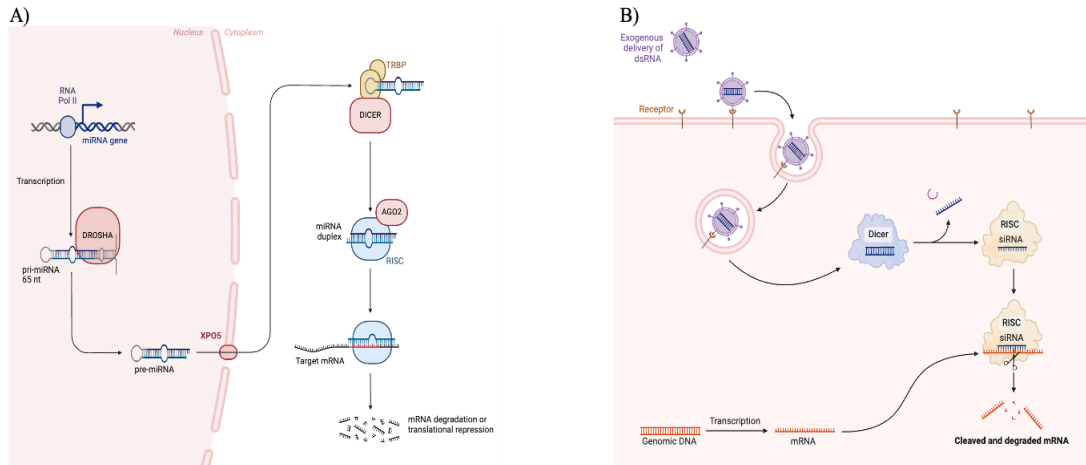 A)
Nucleus
Cytoplasm
RNA
Pol II
miRNA gene
Transcription
DROSHA
pri-miRNA
65 nt
pre-miRNA
XPO5
TRBP
DICER
AGO2
miRNA
duplex
RISC
Target mRNA
mRNA degradation or
translational repression
B)
Exogenous
delivery of
dsRNA
Receptor
Dicer
RISC
siRNA
RISC
siRNA
Genomic DNA
Transcription
mRNA
Cleaved and degraded mRNA